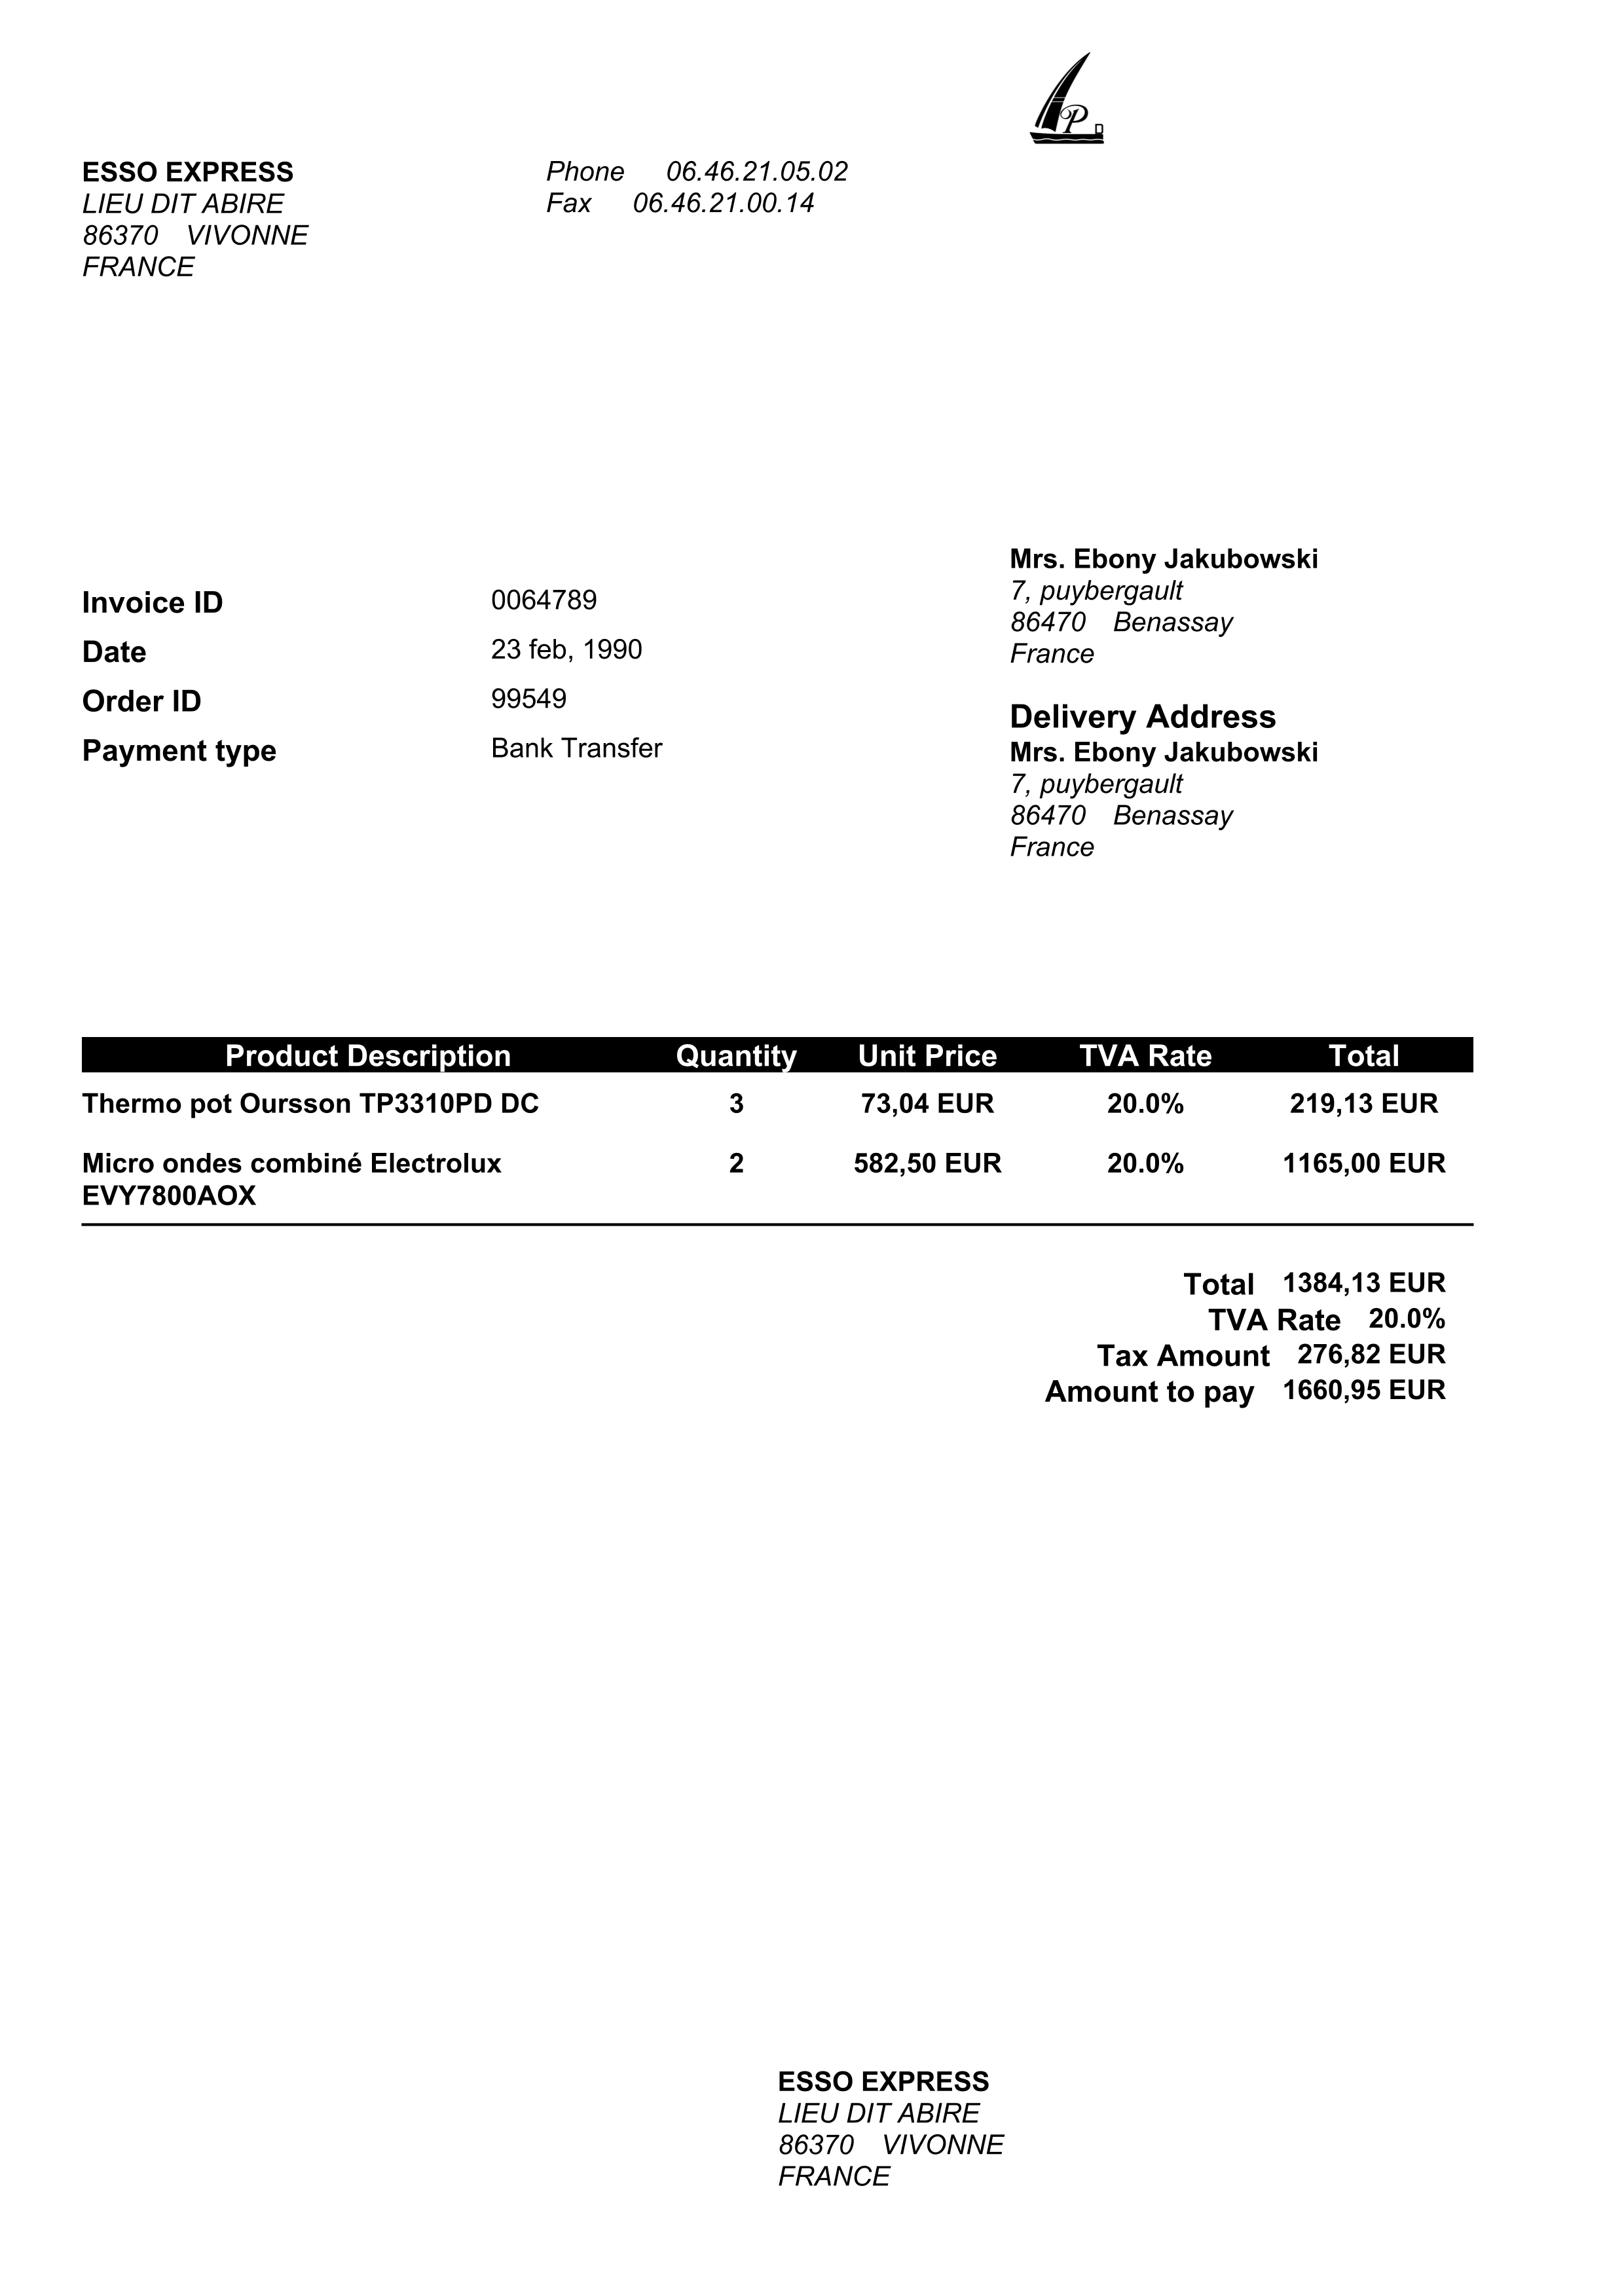 P
ESSO EXPRESS
LIEU DIT ABIRE
86370 VIVONNE
FRANCE
Phone 06.46.21.05.02
Fax 06.46.21.00.14
Invoice ID 0064789
Date 23 feb, 1990
Order ID 99549
Payment type Bank Transfer
Mrs. Ebony Jakubowski
7, puybergault
86470 Benassay
France
Delivery Address
Mrs. Ebony Jakubowski
7, puybergault
86470 Benassay
France
Product Description Quantity Unit Price TVA Rate Total
Thermo pot Oursson TP3310PD DC 3 73,04 EUR 20.0% 219,13 EUR
Micro ondes combiné Electrolux 2 582,50 EUR 20.0% 1165,00 EUR
EVY7800AOX
Total 1384,13 EUR
TVA Rate 20.0%
Tax Amount 276,82 EUR
Amount to pay 1660,95 EUR
ESSO EXPRESS
LIEU DIT ABIRE
86370 VIVONNE
FRANCE